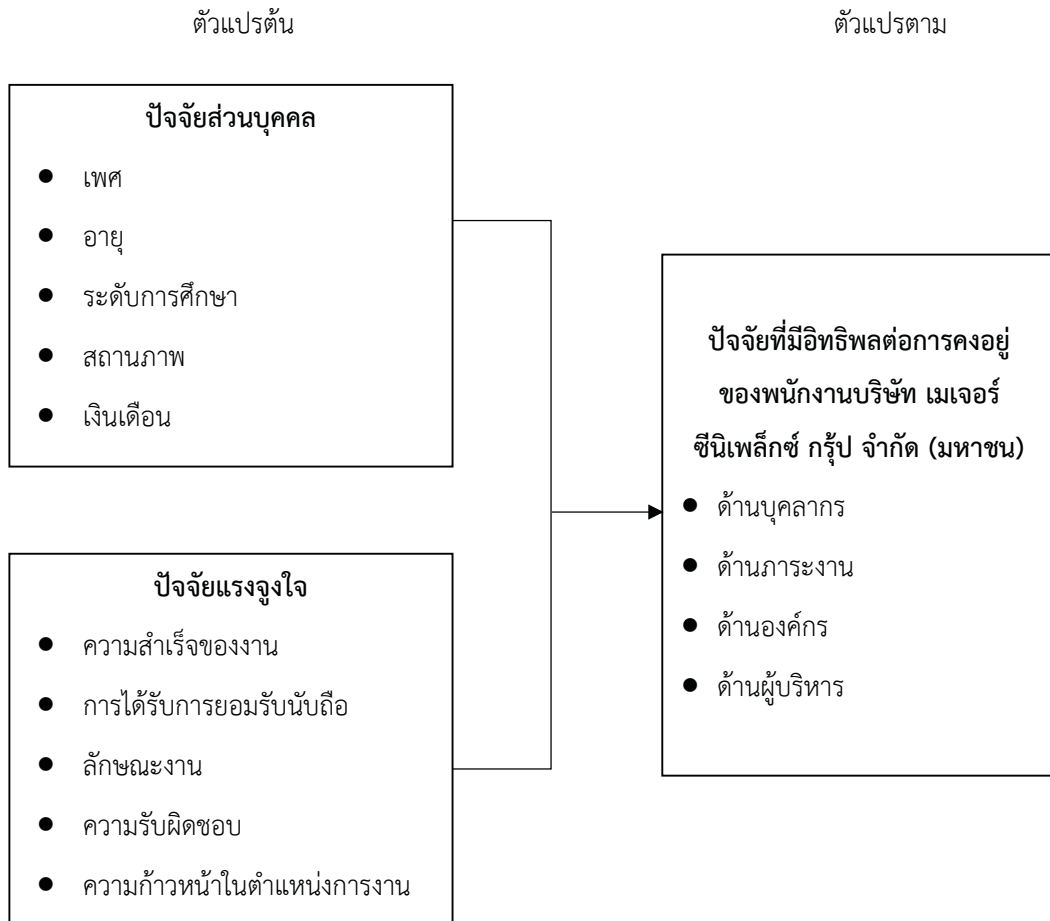 ตัวแปรต้น
ตัวแปรตาม
ปัจจัยส่วนบุคคล
● เพศ
● อายุ
● ระดับการศึกษา
● สถานภาพ
● เงินเดือน
ปัจจัยแรงจูงใจ
● ความสำเร็จของงาน
● การได้รับการยอมรับนับถือ
● ลักษณะงาน
● ความรับผิดชอบ
● ความก้าวหน้าในตำแหน่งการงาน
ปัจจัยที่มีอิทธิพลต่อการคงอยู่
ของพนักงานบริษัท เมเจอร์
ซีนิเพล็กซ์ กรุ้ป จำกัด (มหาชน)
● ด้านบุคลากร
● ด้านภาระงาน
● ด้านองค์กร
● ด้านผู้บริหาร